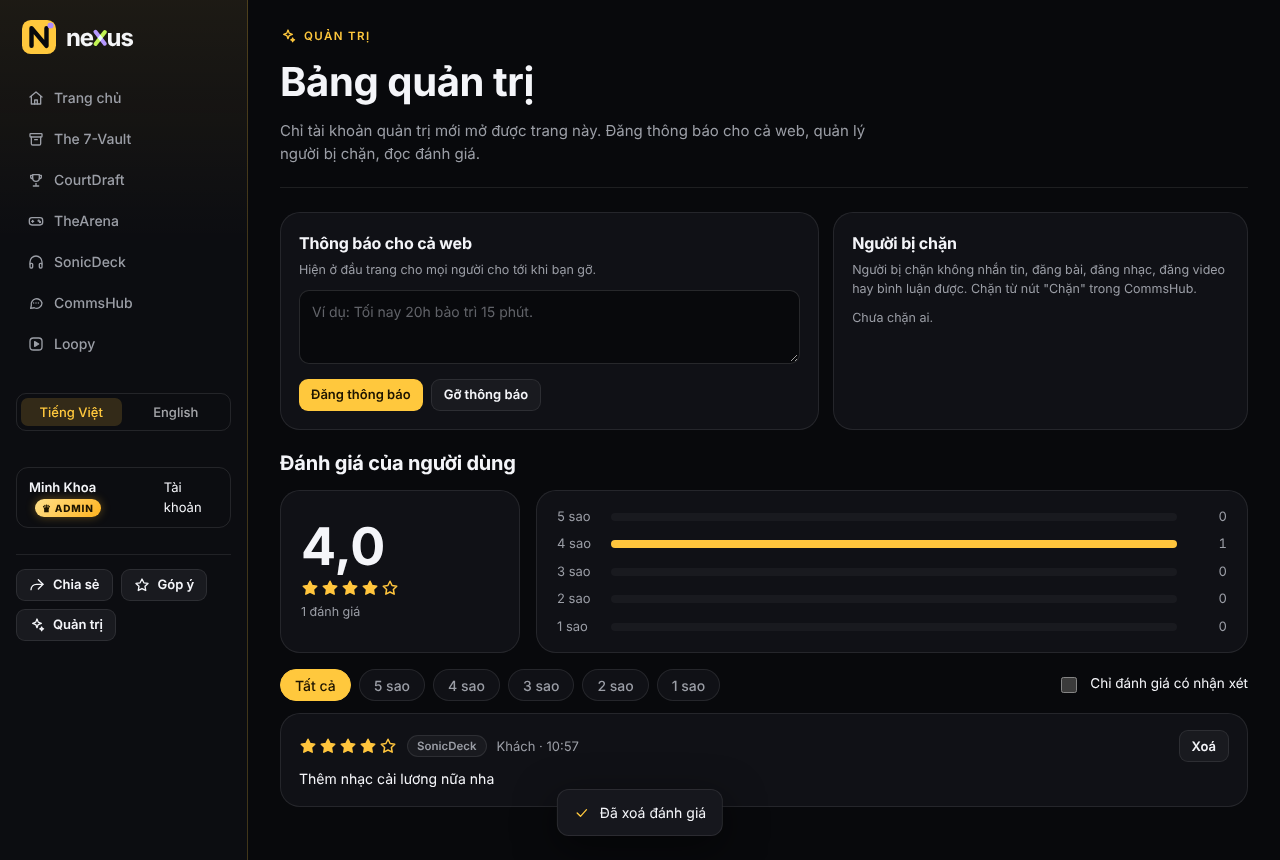 nexus
Trang chủ
The 7-Vault
CourtDraft
TheArena
SonicDeck
CommsHub
Loopy
Tiếng Việt
English
Minh Khoa
ADMIN
Tài
khoản
Chia sẻ
Góp ý
Quản trị
QUẢN TRỊ
Bảng quản trị
Chỉ tài khoản quản trị mới mở được trang này. Đăng thông báo cho cả web, quản lý
người bị chặn, đọc đánh giá.
Thông báo cho cả web
Hiện ở đầu trang cho mọi người cho tới khi bạn gỡ.
Ví dụ: Tối nay 20h bảo trì 15 phút.
Đăng thông báo
Gỡ thông báo
Người bị chặn
Người bị chặn không nhắn tin, đăng bài, đăng nhạc, đăng video
hay bình luận được. Chặn từ nút "Chặn" trong CommsHub.
Chưa chặn ai.
Đánh giá của người dùng
4,0
1 đánh giá
5 sao 0
4 sao 1
3 sao 0
2 sao 0
1 sao 0
Tất cả
5 sao
4 sao
3 sao
2 sao
1 sao
Chỉ đánh giá có nhận xét
SonicDeck Khách · 10:57
Xoá
Thêm nhạc cải lương nữa nha
Đã xoá đánh giá